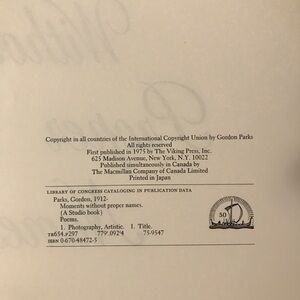 Copyright in all countries of the International Copyright Union by Gordon Parks
All rights reserved
First published in 1975 by The Viking Press, Inc.
625 Madison Avenue, New York, N.Y. 10022
Published simultaneously in Canada by
The Macmillan Company of Canada Limited
Printed in Japan
LIBRARY OF CONGRESS CATALOGING IN PUBLICATION DATA
Parks, Gordon, 1912-
Moments without proper names.
(A Studio book)
Poems.
1. Photography, Artistic. I. Title.
TR654.P297 779'.092'4 75-9547
ISBN 0-670-48472-5
50